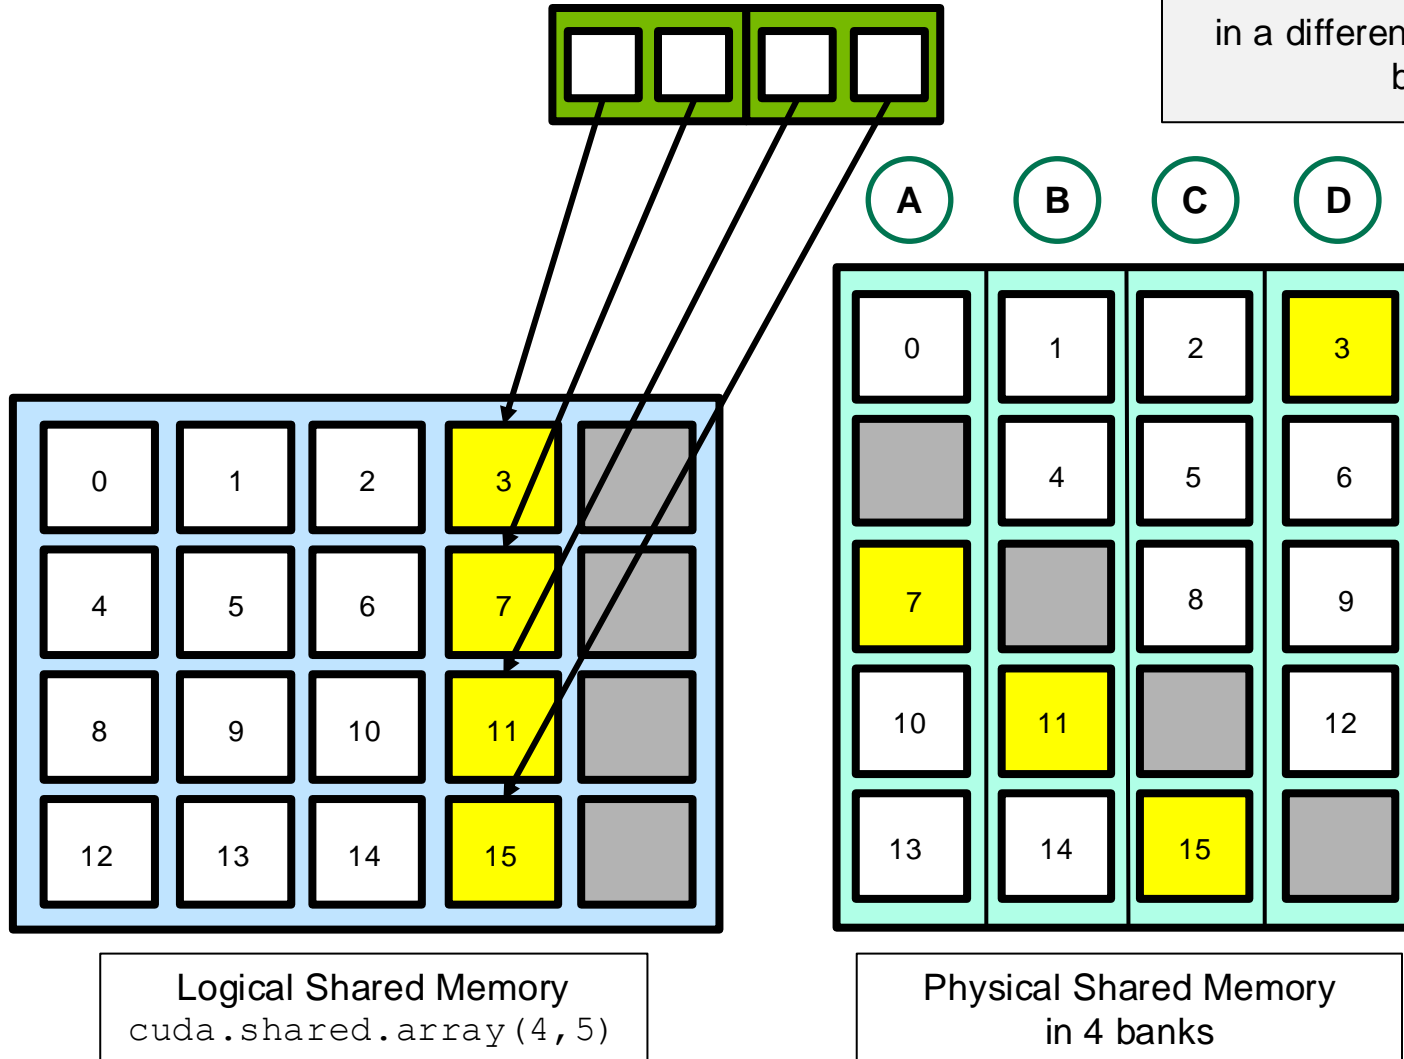 in a differen
b
A B C D
0 1 2 3
4 5 6
7 8 9
10 11 12
13 14 15
0 1 2 3
4 5 6 7
8 9 10 11
12 13 14 15
Logical Shared Memory
cuda.shared.array(4,5)
Physical Shared Memory
in 4 banks